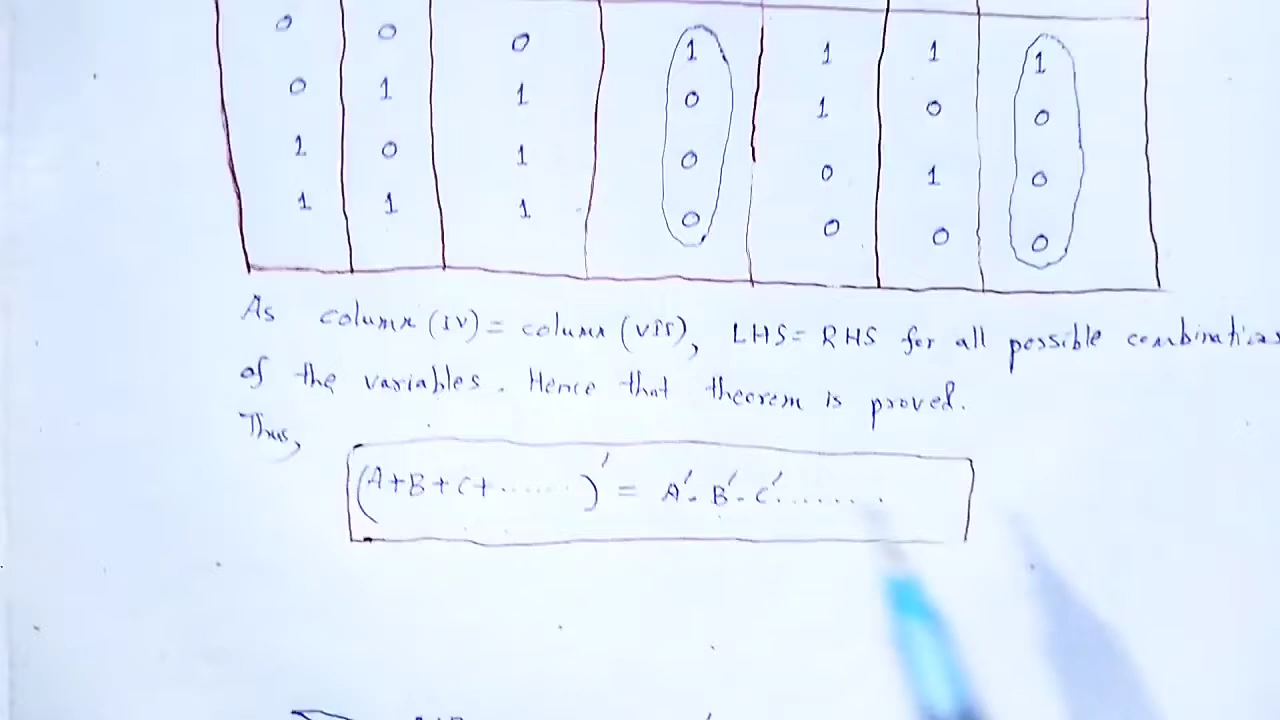 0 0 0 1 1 1 1
0 1 1 0 1 0 0
1 0 1 0 0 1 0
1 1 1 0 0 0 0
As column (IV) = column (VII), LHS = RHS for all possible combinations
of the variables. Hence that theorem is proved.
Thus,
(A+B+C+.......)' = A'. B'. C'........